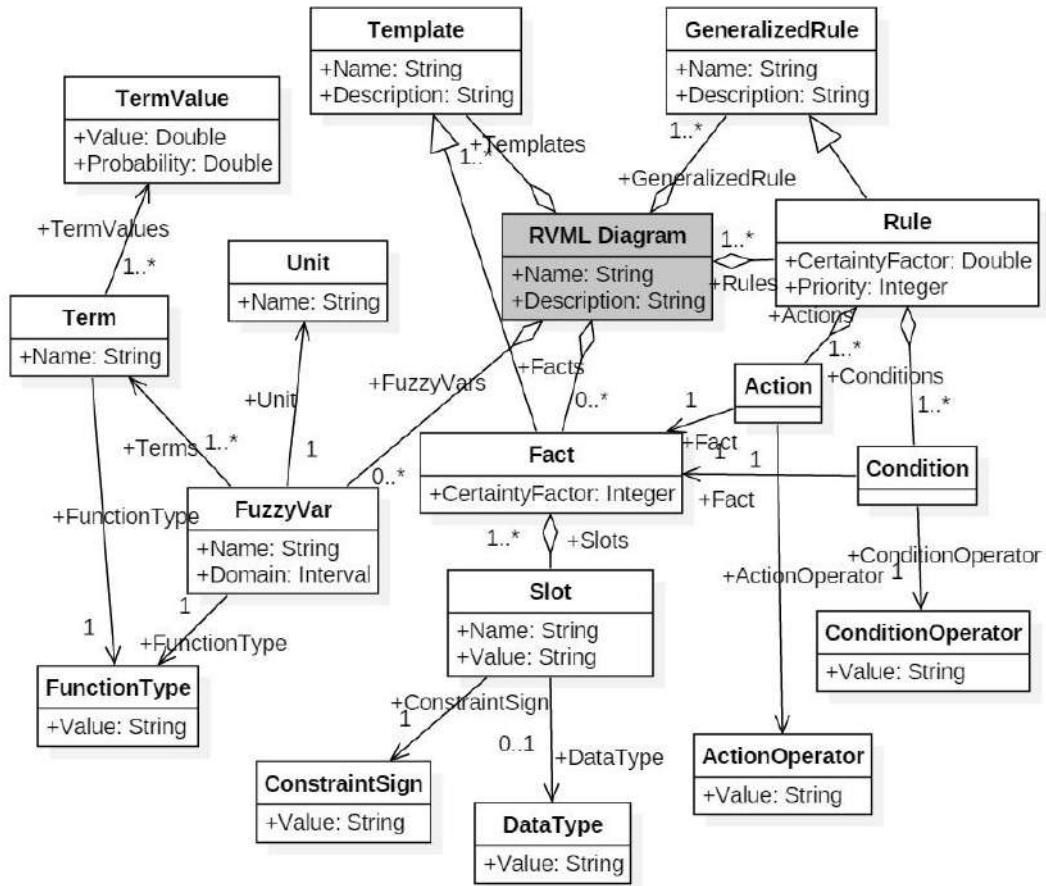 Template
+Name: String
+Description: String
GeneralizedRule
+Name: String
+Description: String
TermValue
+Value: Double
+Probability: Double
1..*
+Templates
1..*
+GeneralizedRule
+TermValues
1..*
Unit
+Name: String
RVML Diagram
+Name: String
+Description: String
1..*
+Rules
Rule
+CertaintyFactor: Double
+Priority: Integer
Term
+Name: String
+Actions
1..*
+Conditions
1..*
+FuzzyVars
+Facts
0..*
Action
+Unit
1
+Terms
1..*
0..*
Fact
+CertaintyFactor: Integer
1
+Fact
1
1
+Fact
Condition
FuzzyVar
+Name: String
+Domain: Interval
+FunctionType
1..*
+Slots
+ActionOperator
1
+ConditionOperator
1
Slot
+Name: String
+Value: String
1
1
+FunctionType
ConditionOperator
+Value: String
FunctionType
+Value: String
+ConstraintSign
1
0..1
+DataType
ConstraintSign
+Value: String
ActionOperator
+Value: String
DataType
+Value: String